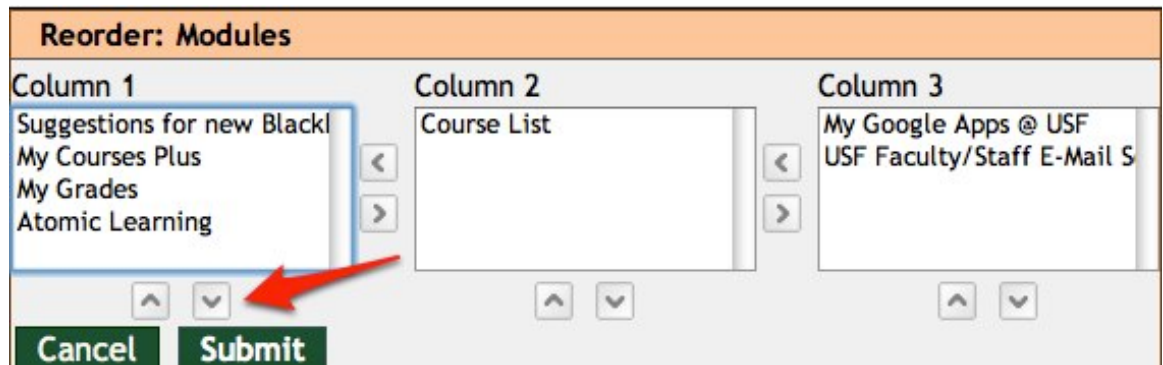 Reorder: Modules
Column 1
Suggestions for new Black
My Courses Plus
My Grades
Atomic Learning
Column 2
Course List
Column 3
My Google Apps @ USF
USF Faculty/Staff E-Mail S
Cancel
Submit